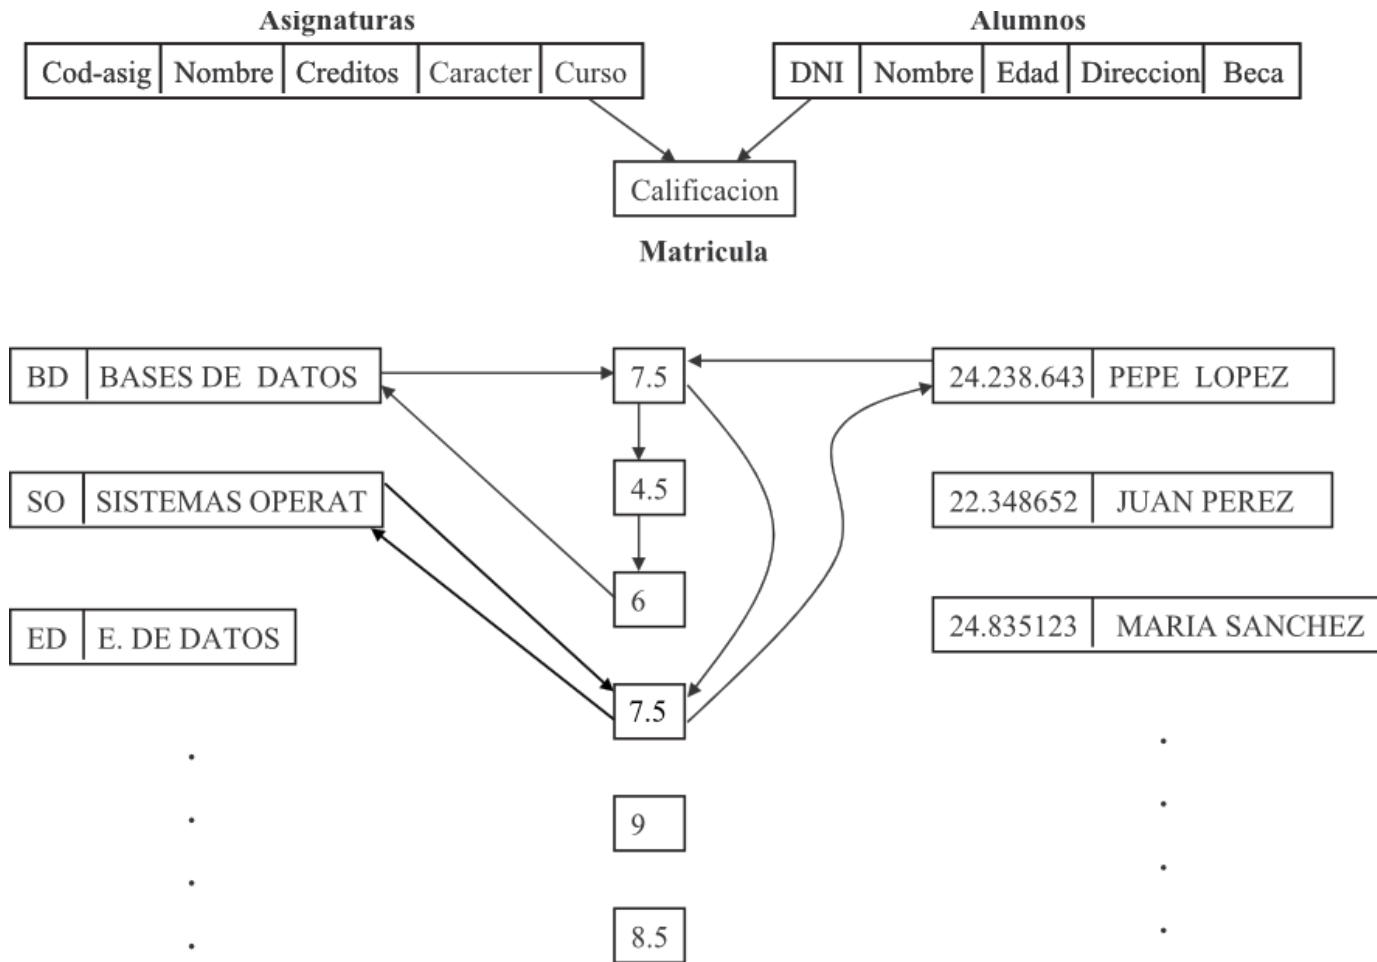 Asignaturas
Alumnos
Cod-asig Nombre Creditos Caracter Curso
DNI Nombre Edad Direccion Beca
Calificacion
Matricula
BD BASES DE DATOS
7.5
24.238.643 PEPE LOPEZ
SO SISTEMAS OPERAT
4.5
22.348652 JUAN PEREZ
6
ED E. DE DATOS
24.835123 MARIA SANCHEZ
7.5
9
8.5